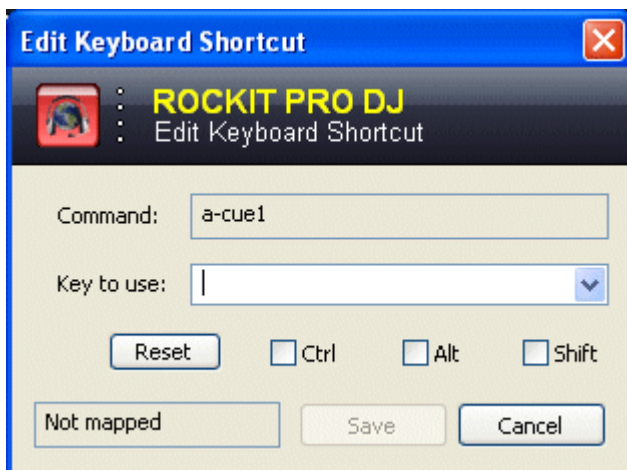 Edit Keyboard Shortcut
ROCKIT PRO DJ
Edit Keyboard Shortcut
Command: a-cue1
Key to use:
Reset Ctrl Alt Shift
Not mapped Save Cancel